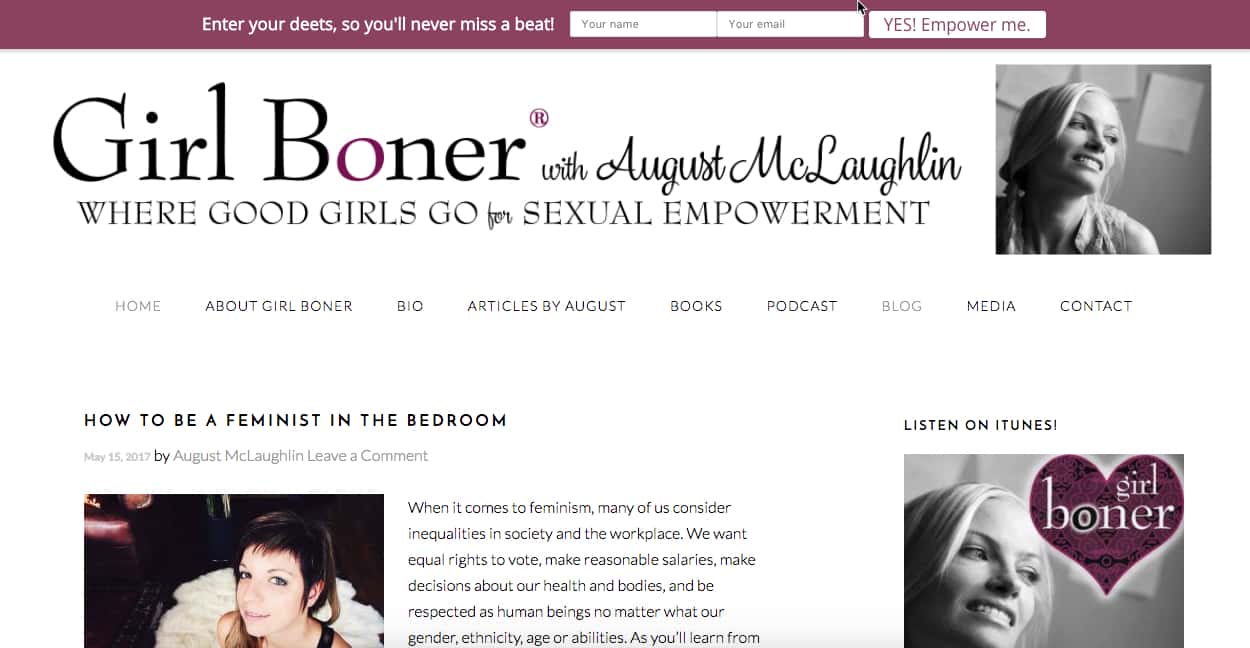 Enter your deets, so you'll never miss a beat! Your name Your email YES! Empower me.
Girl Boner® with August McLaughlin
WHERE GOOD GIRLS GO for SEXUAL EMPOWERMENT
HOME ABOUT GIRL BONER BIO ARTICLES BY AUGUST BOOKS PODCAST BLOG MEDIA CONTACT
HOW TO BE A FEMINIST IN THE BEDROOM
May 15, 2017 by August McLaughlin Leave a Comment
When it comes to feminism, many of us consider
inequalities in society and the workplace. We want
equal rights to vote, make reasonable salaries, make
decisions about our health and bodies, and be
respected as human beings no matter what our
gender, ethnicity, age or abilities. As you'll learn from
LISTEN ON ITUNES!
girl
boner